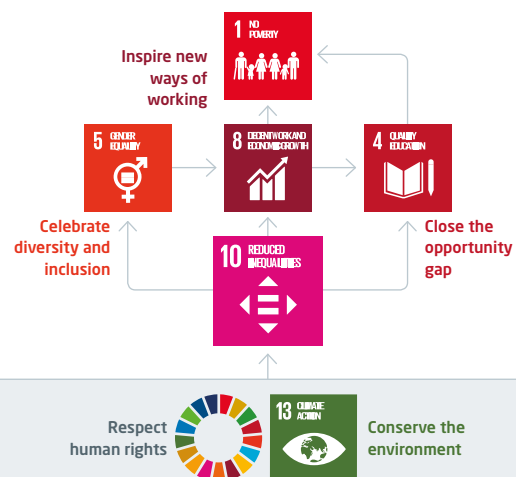 1 NO
POVERTY
Inspire new
ways of
working
5 GENDER
EQUALITY
8 DECENT WORK AND
ECONOMIC GROWTH
4 QUALITY
EDUCATION
Celebrate
diversity and
inclusion
Close the
opportunity
gap
10 REDUCED
INEQUALITIES
Respect
human rights
13 CLIMATE
ACTION
Conserve the
environment